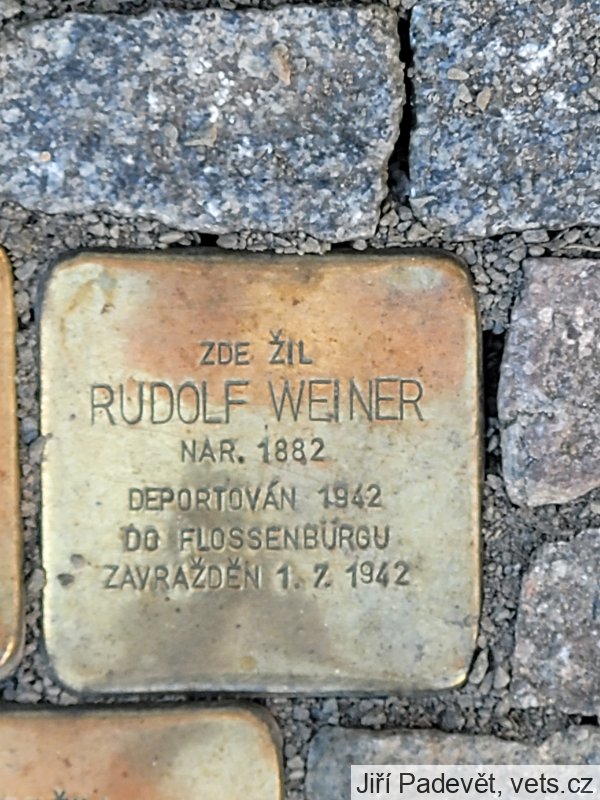 ZDE ŽIL
RUDOLF WEINER
NAR. 1882
DEPORTOVÁN 1942
DO FLOSSENBÜRGU
ZAVRAŽDĚN 1. 7. 1942
Jiří Padevět, vets.cz